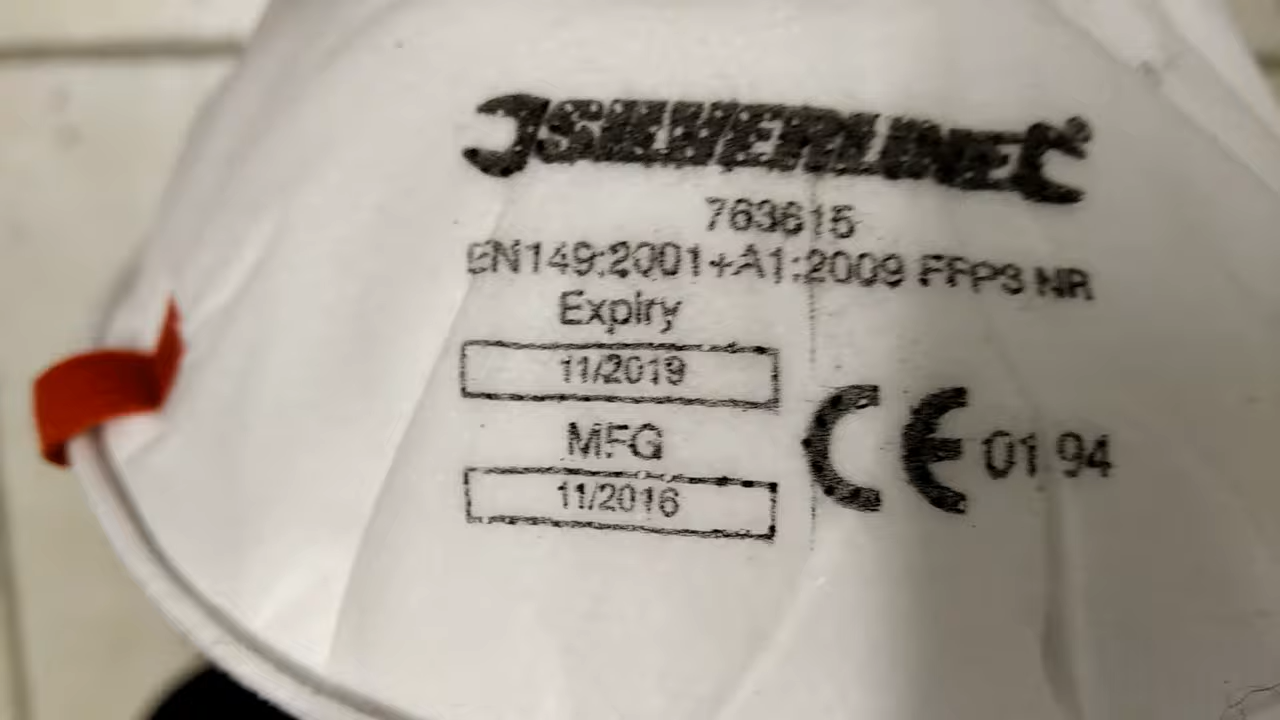 SILVERLINE
763615
EN149:2001+A1:2009 FFP3 NR
Expiry
11/2019
MFG
11/2016
CE 0194